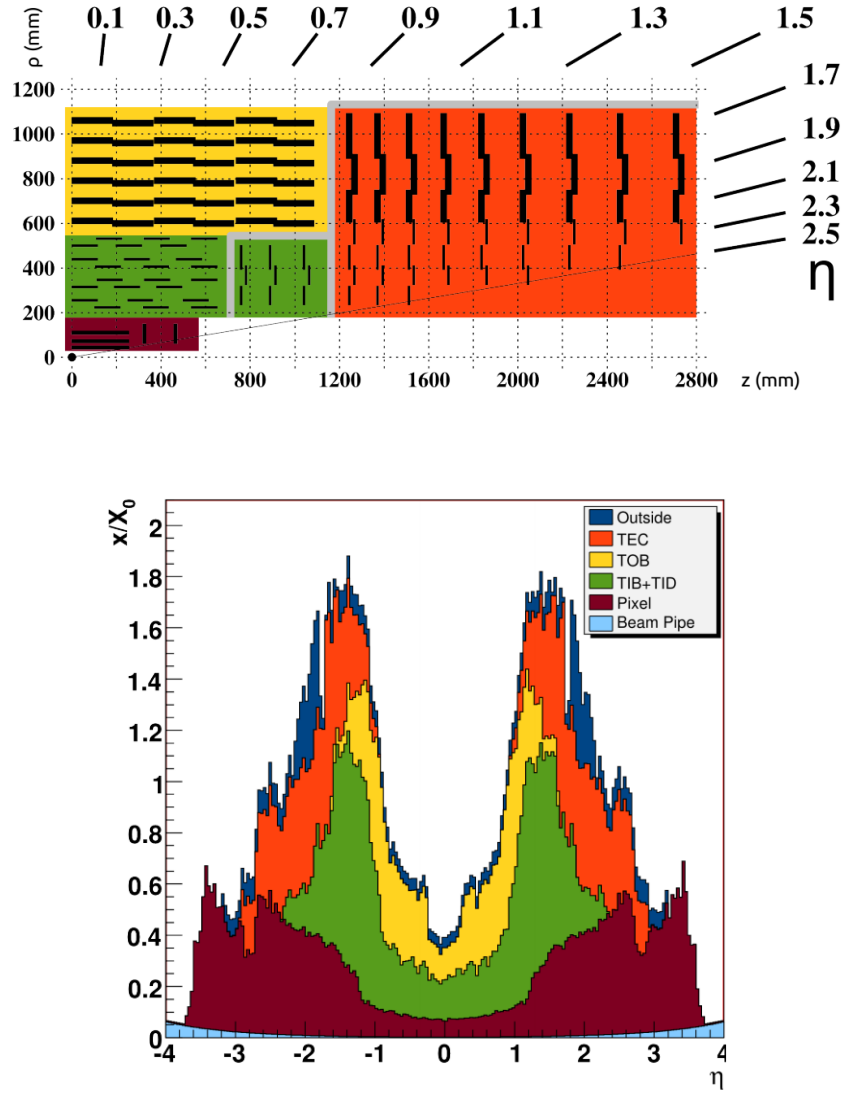 ρ (mm)
0.1 0.3 0.5 0.7 0.9 1.1 1.3 1.5
1.7
1.9
2.1
2.3
2.5
η
1200
1000
800
600
400
200
0
0 400 800 1200 1600 2000 2400 2800 z (mm)
x/X0
2
1.8
1.6
1.4
1.2
1
0.8
0.6
0.4
0.2
0
Outside
TEC
TOB
TIB+TID
Pixel
Beam Pipe
-4 -3 -2 -1 0 1 2 3 4
η